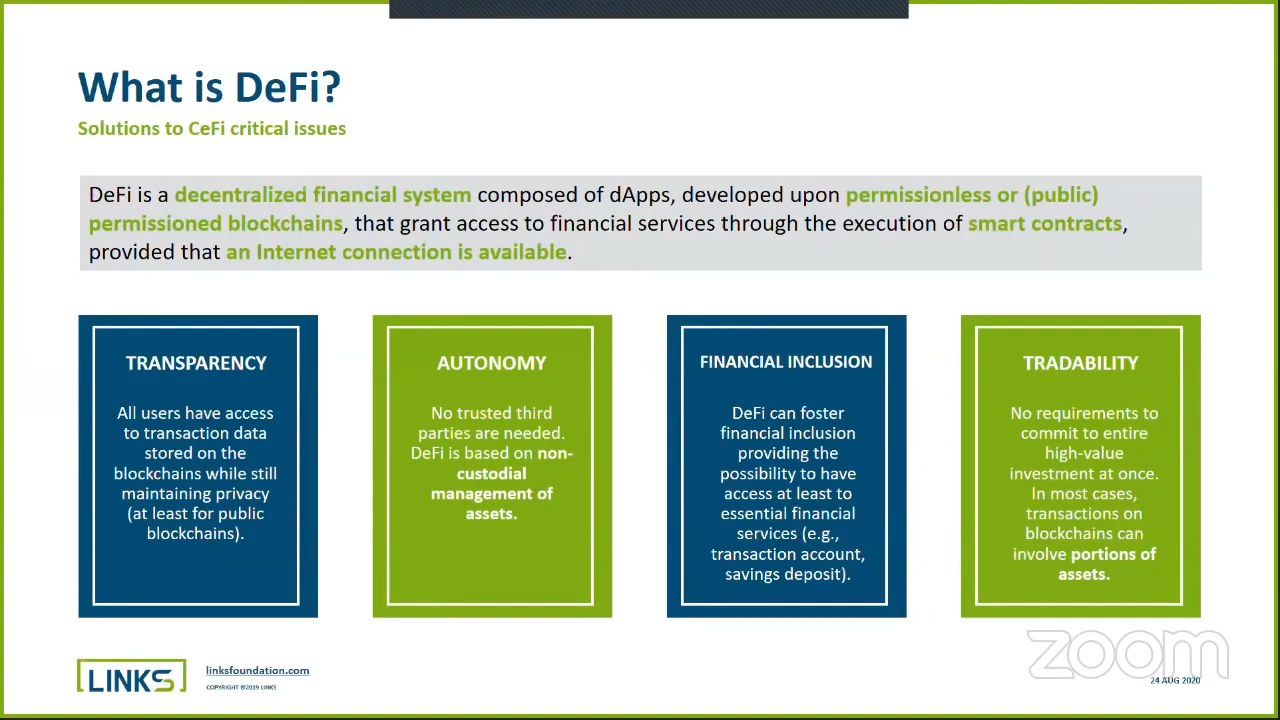 What is DeFi?
Solutions to CeFi critical issues
DeFi is a decentralized financial system composed of dApps, developed upon permissionless or (public)
permissioned blockchains, that grant access to financial services through the execution of smart contracts,
provided that an Internet connection is available.
TRANSPARENCY
All users have access
to transaction data
stored on the
blockchains while still
maintaining privacy
(at least for public
blockchains).
AUTONOMY
No trusted third
parties are needed.
DeFi is based on non-
custodial
management of
assets.
FINANCIAL INCLUSION
DeFi can foster
financial inclusion
providing the
possibility to have
access at least to
essential financial
services (e.g.,
transaction account,
savings deposit).
TRADABILITY
No requirements to
commit to entire
high-value
investment at once.
In most cases,
transactions on
blockchains can
involve portions of
assets.
LINKS
linksfoundation.com
COPYRIGHT ©2019 LINKS
zoom
24 AUG 2020